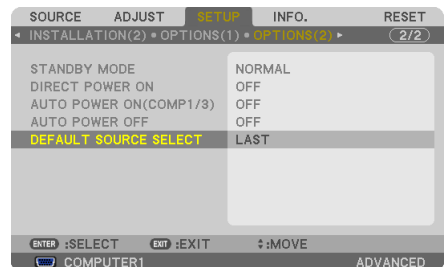 SOURCE ADJUST SETUP INFO. RESET
◂ INSTALLATION(2) • OPTIONS(1) • OPTIONS(2) ▸ 2/2
STANDBY MODE NORMAL
DIRECT POWER ON OFF
AUTO POWER ON(COMP1/3) OFF
AUTO POWER OFF OFF
DEFAULT SOURCE SELECT LAST
ENTER :SELECT EXIT :EXIT :MOVE
COMPUTER1 ADVANCED